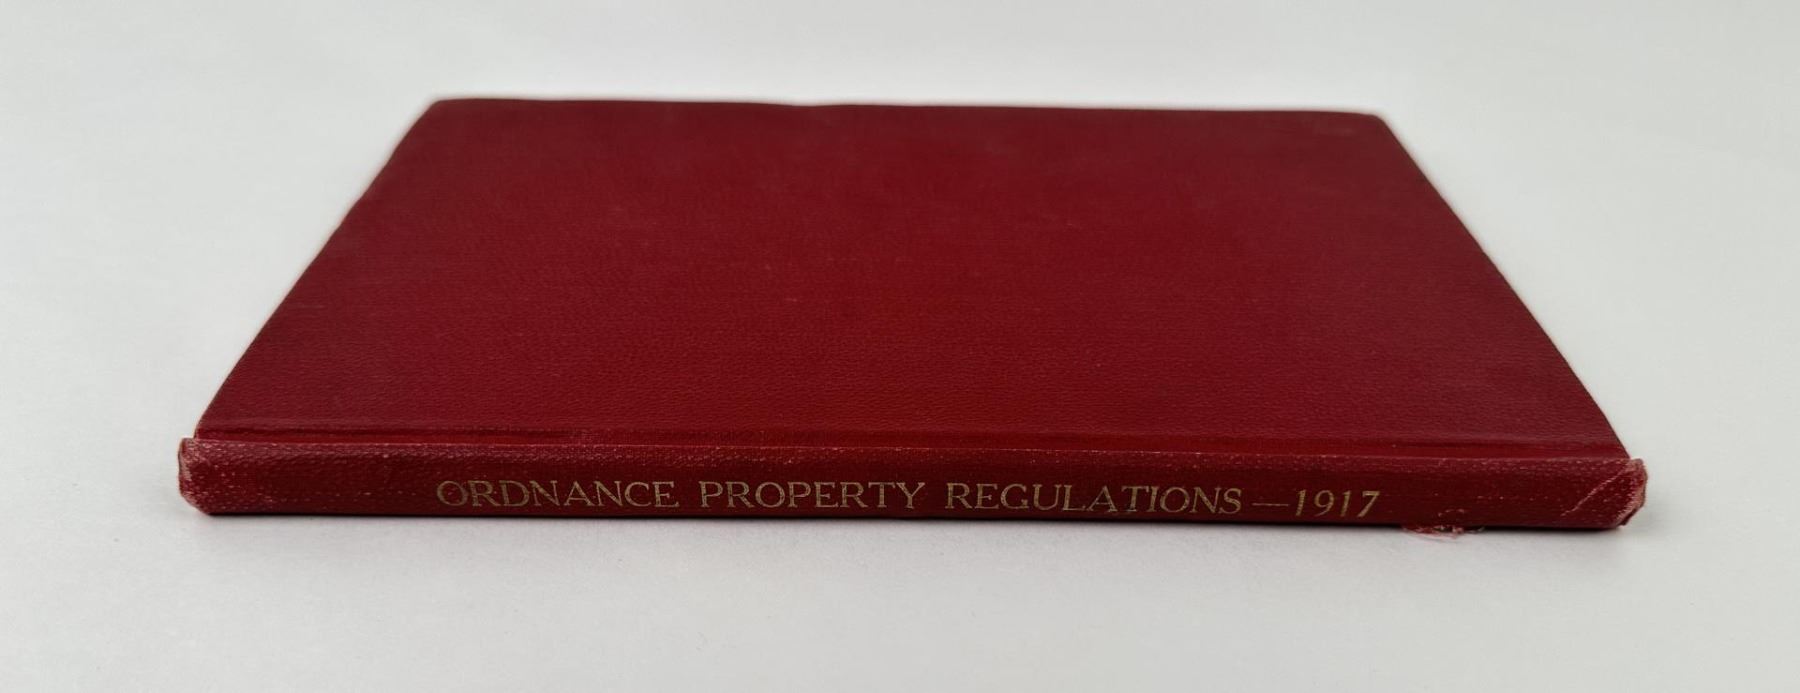 ORDNANCE PROPERTY REGULATIONS—1917